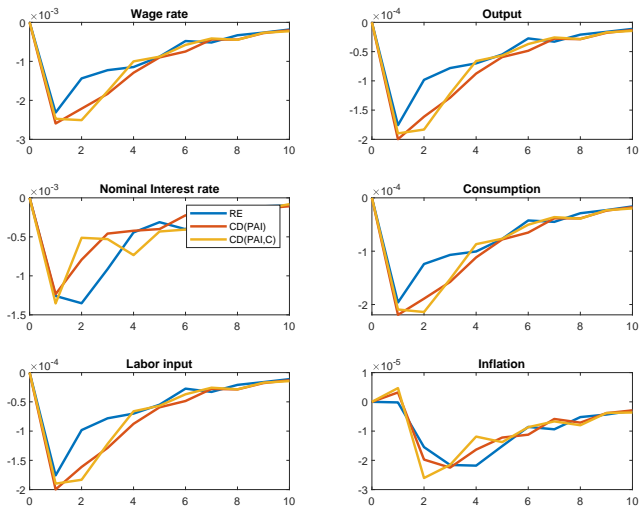 Wage rate
×10⁻³
0
-1
-2
-3
0 2 4 6 8 10
Output
×10⁻⁴
0
-0.5
-1
-1.5
-2
0 2 4 6 8 10
Nominal Interest rate
×10⁻³
0
-0.5
-1
-1.5
0 2 4 6 8 10
RE
CD(PAI)
CD(PAI,C)
Consumption
×10⁻⁴
0
-1
-2
0 2 4 6 8 10
Labor input
×10⁻⁴
0
-0.5
-1
-1.5
-2
0 2 4 6 8 10
Inflation
×10⁻⁵
1
0
-1
-2
-3
0 2 4 6 8 10